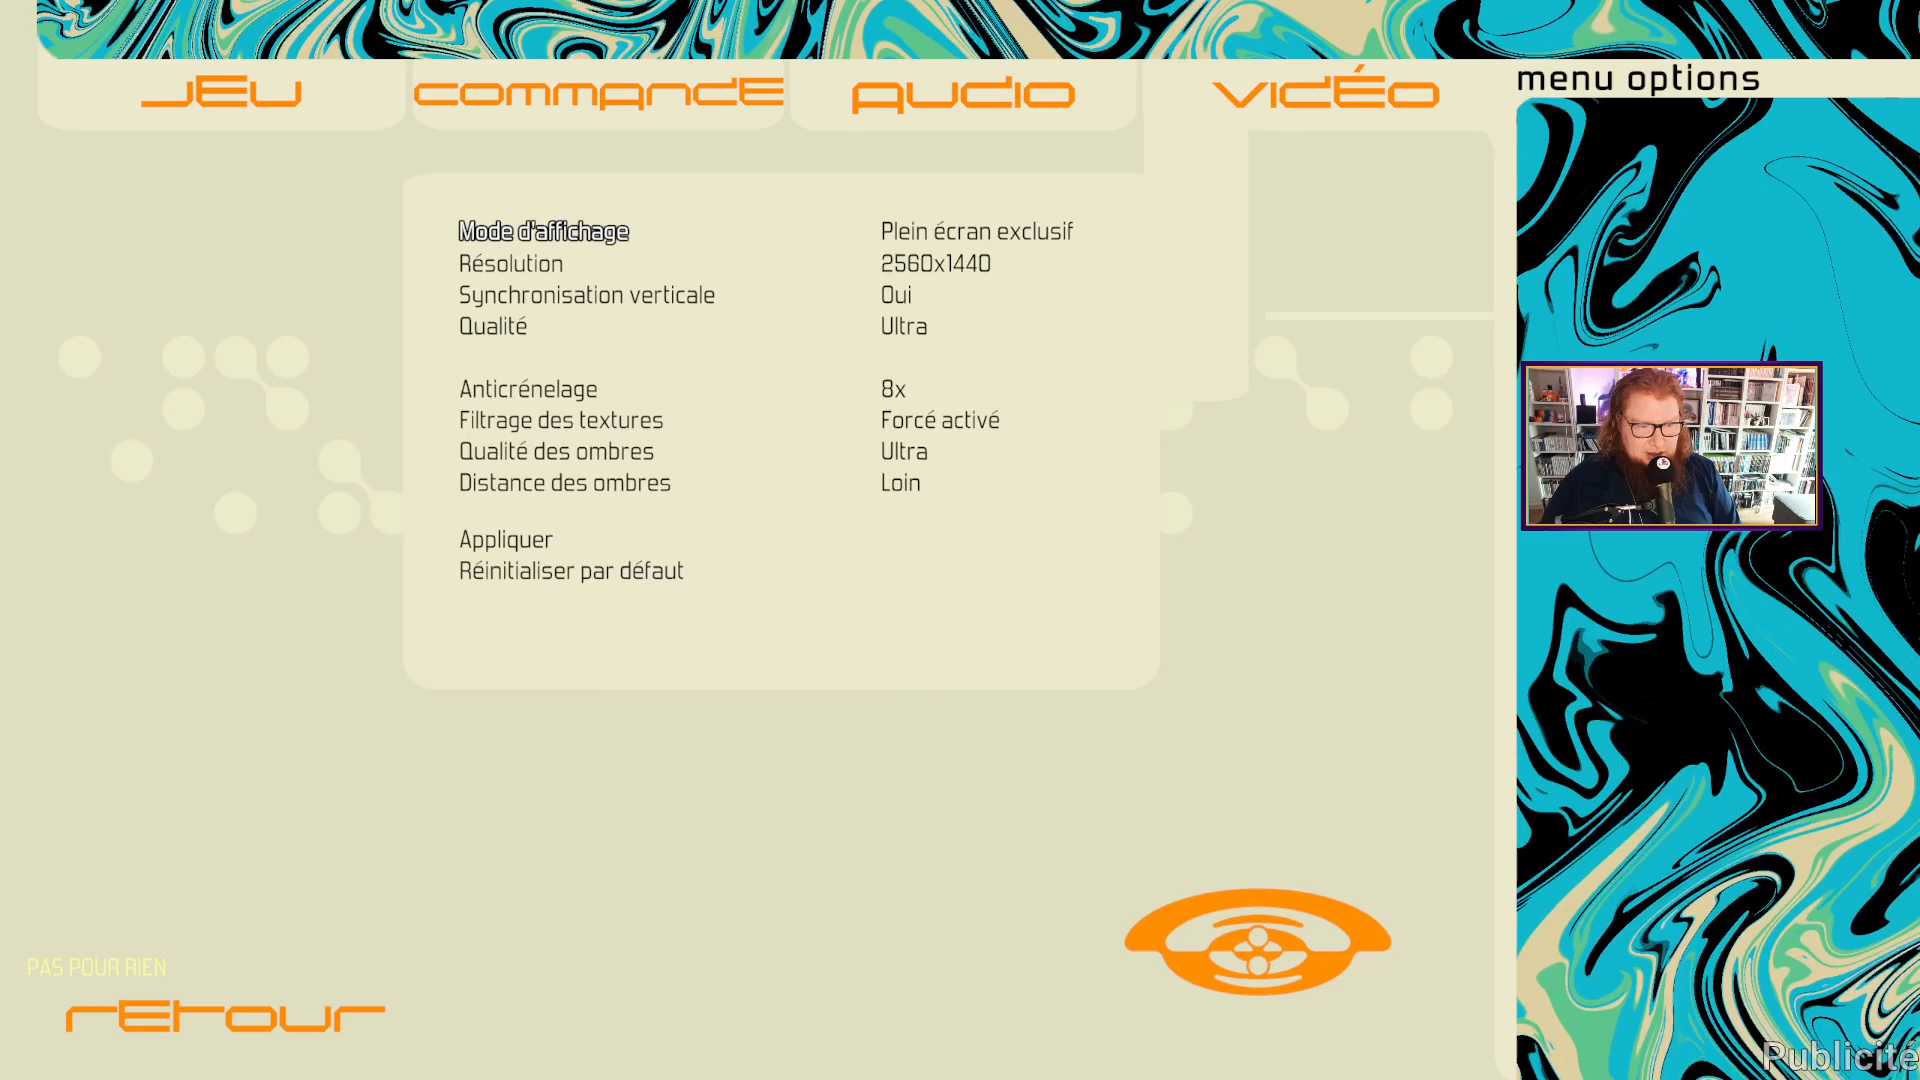 JEU
COMMANDE
AUDIO
VIDÉO
menu options
Mode d'affichage Plein écran exclusif
Résolution 2560x1440
Synchronisation verticale Oui
Qualité Ultra
Anticrénelage 8x
Filtrage des textures Forcé activé
Qualité des ombres Ultra
Distance des ombres Loin
Appliquer
Réinitialiser par défaut
PAS POUR RIEN
rEtour
Publicité